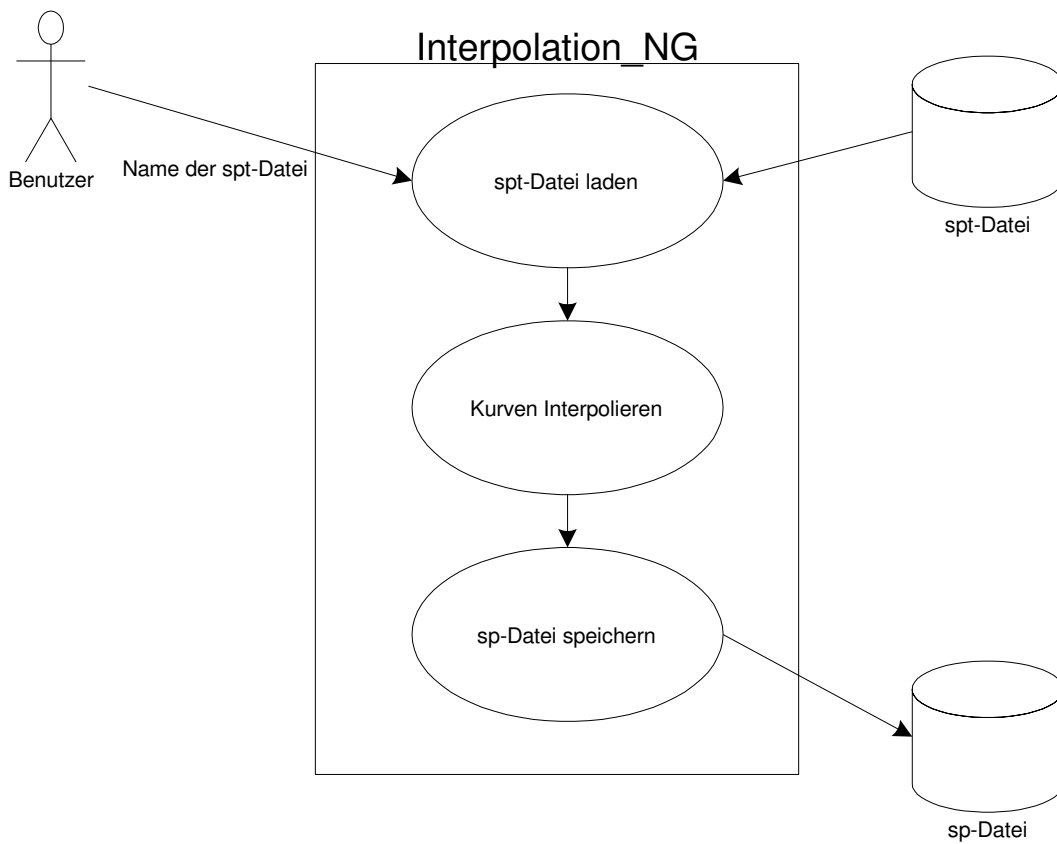 Interpolation_NG
Benutzer
Name der spt-Datei
spt-Datei laden
spt-Datei
Kurven Interpolieren
sp-Datei speichern
sp-Datei